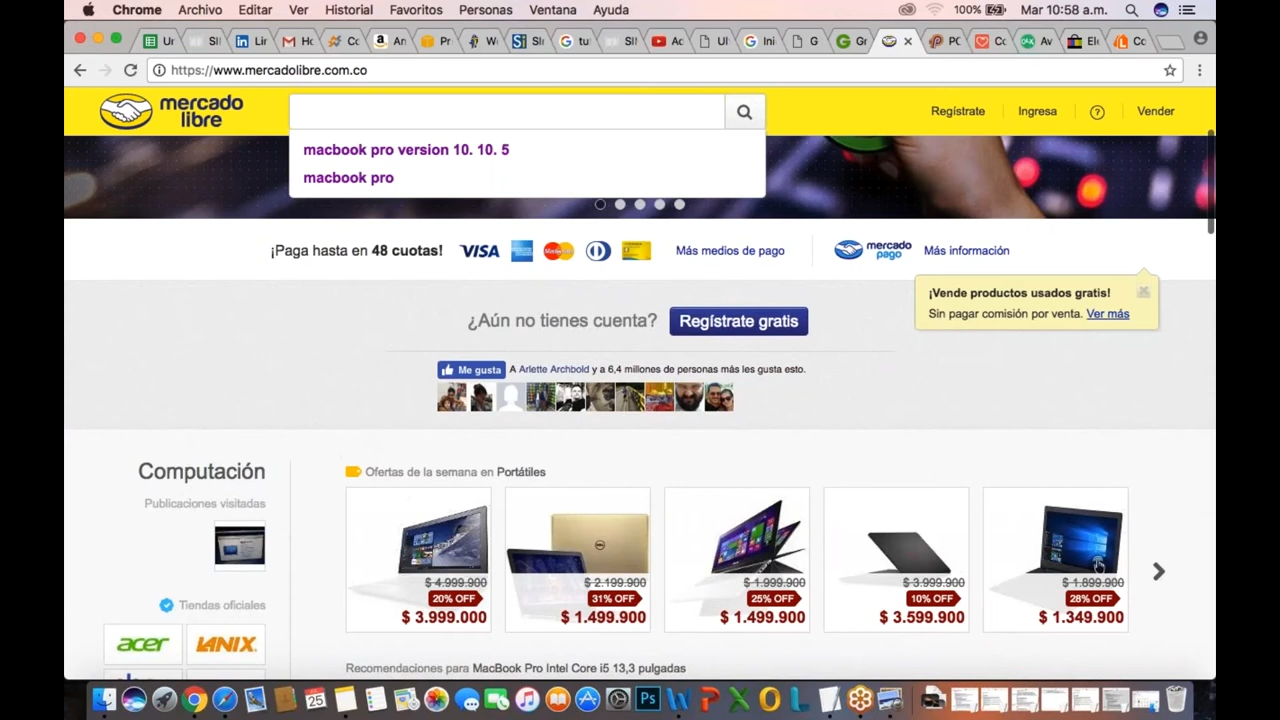 Chrome Archivo Editar Ver Historial Favoritos Personas Ventana Ayuda
100% Mar 10:58 a.m.
https://www.mercadolibre.com.co
mercado
libre
Regístrate Ingresa ? Vender
macbook pro version 10. 10. 5
macbook pro
¡Paga hasta en 48 cuotas! VISA Más medios de pago mercado pago Más información
¡Vende productos usados gratis!
Sin pagar comisión por venta. Ver más
¿Aún no tienes cuenta? Regístrate gratis
Me gusta A Arlette Archbold y a 6,4 millones de personas más les gusta esto.
Computación
Publicaciones visitadas
Tiendas oficiales
acer LANIX
Ofertas de la semana en Portátiles
$ 4.999.900 $ 2.199.900 $ 1.999.900 $ 3.999.900 $ 1.899.900
20% OFF 31% OFF 25% OFF 10% OFF 28% OFF
$ 3.999.000 $ 1.499.900 $ 1.499.900 $ 3.599.900 $ 1.349.900
Recomendaciones para MacBook Pro Intel Core i5 13,3 pulgadas
25
Ps